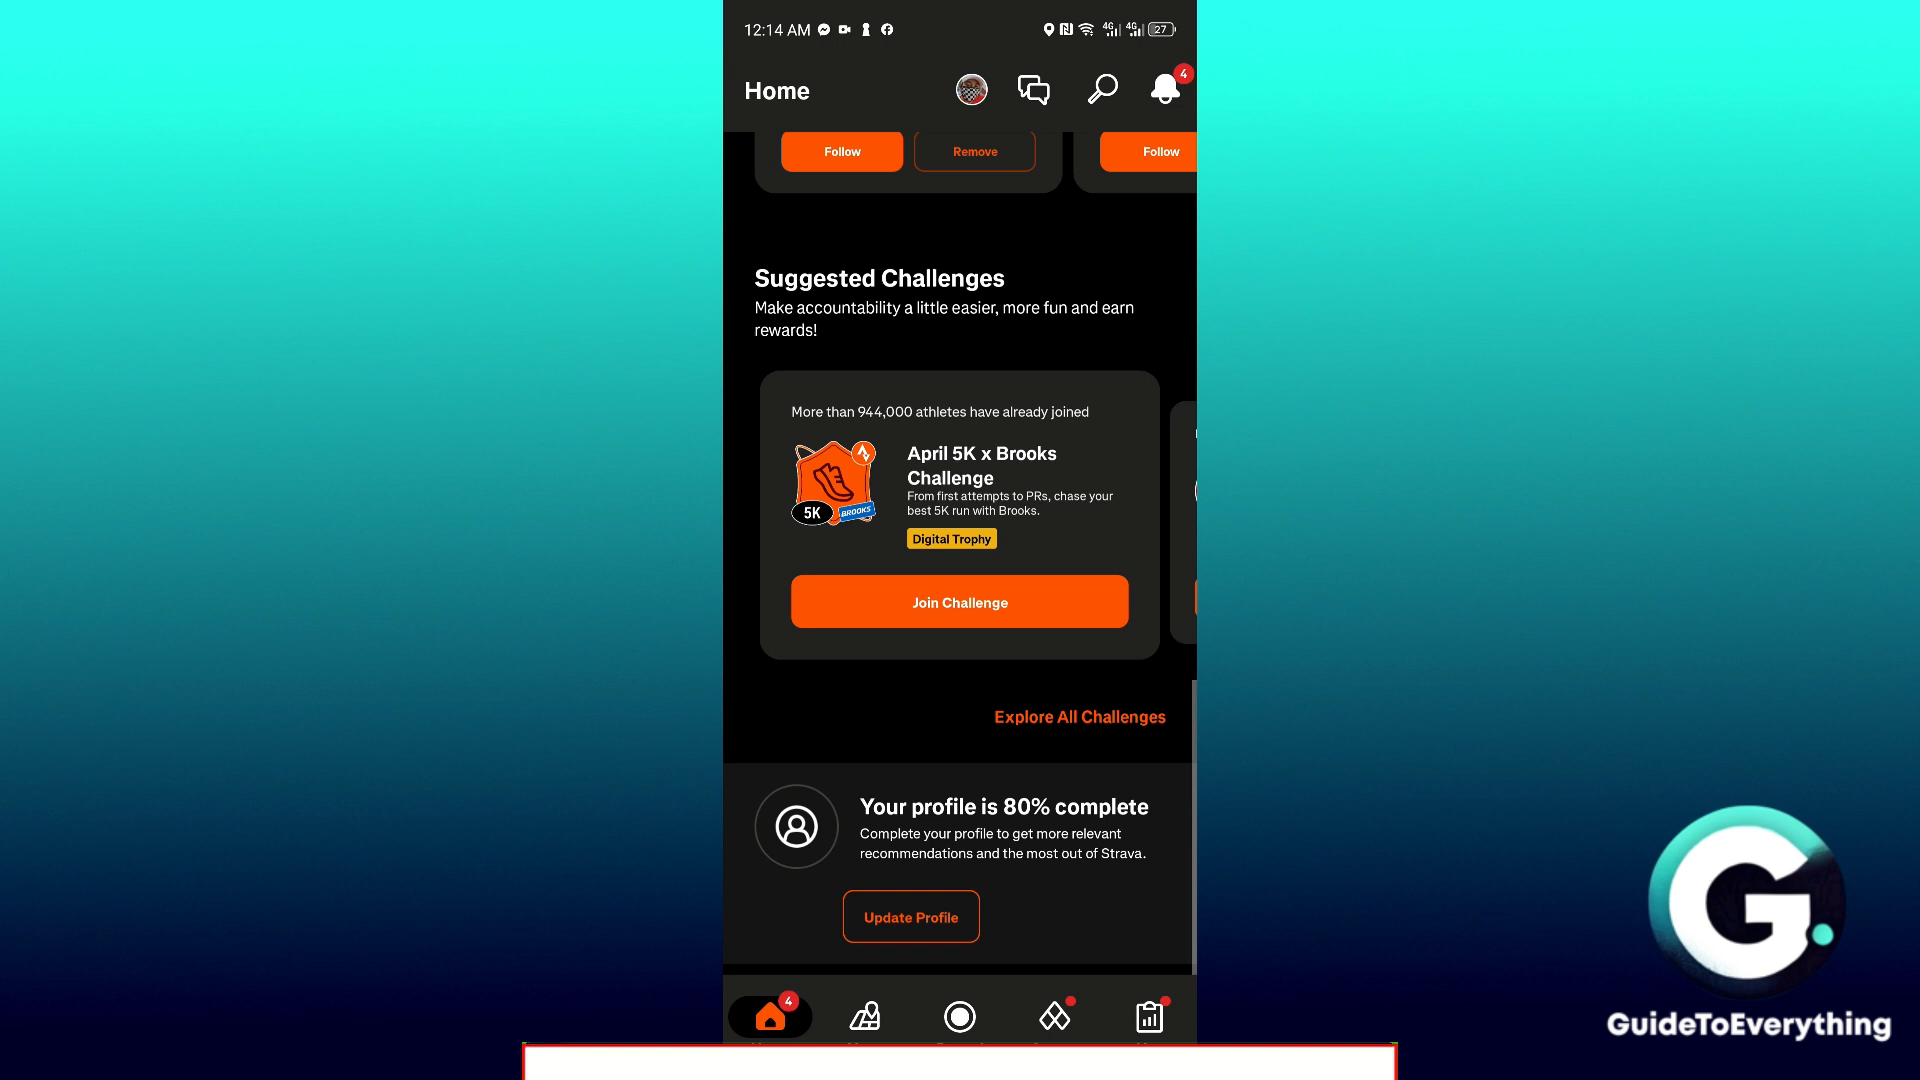 12:14 AM
4G
4G
27
Home
4
Follow
Remove
Follow
Suggested Challenges
Make accountability a little easier, more fun and earn
rewards!
More than 944,000 athletes have already joined
April 5K x Brooks
Challenge
From first attempts to PRs, chase your
best 5K run with Brooks.
5K
BROOKS
Digital Trophy
Join Challenge
Explore All Challenges
Your profile is 80% complete
Complete your profile to get more relevant
recommendations and the most out of Strava.
Update Profile
4
G.
GuideToEverything